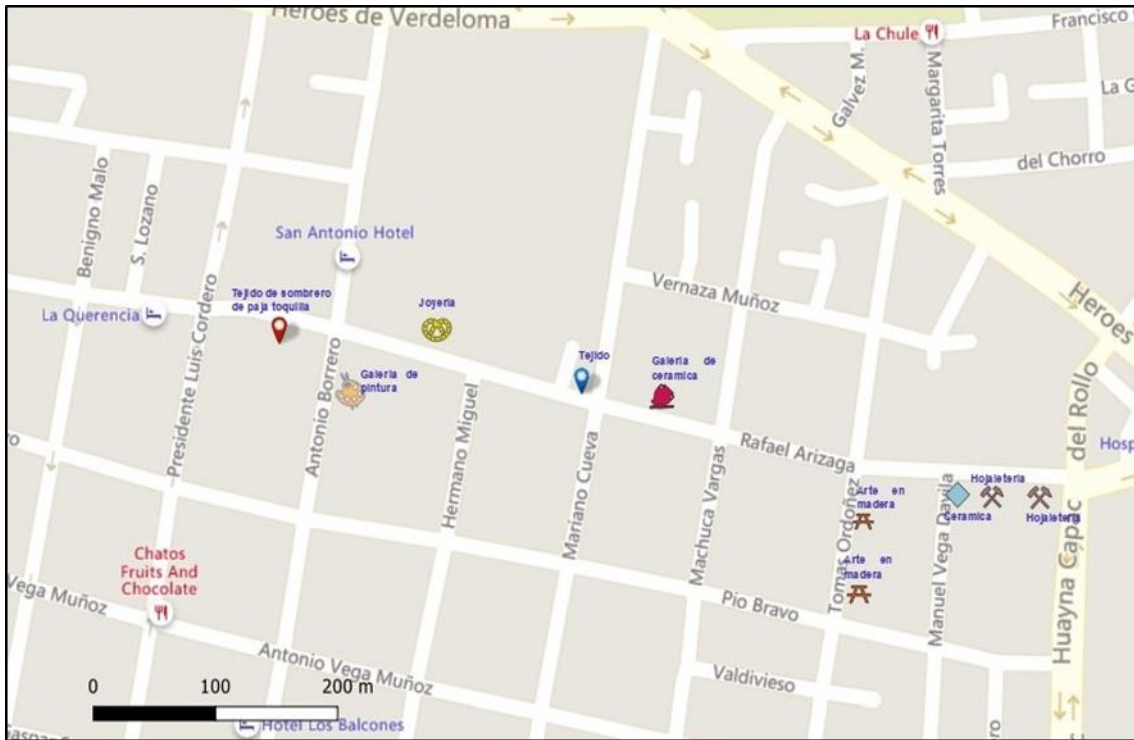 Heroes de Verdeloma
Francisco
La Chule
Galvez M.
Margarita Torres
La G
del Chorro
Benigno Malo
S. Lozano
San Antonio Hotel
Vernaza Muñoz
Tejido de sombrero
de paja toquilla
Joyeria
La Querencia
Presidente Luis Cordero
Heroes
Tejido
Galeria de
ceramica
Galeria de
pintura
Antonio Borrero
Hermano Miguel
Mariano Cueva
Machuca Vargas
Rafael Arizaga
del Rollo
Hosp
Hojaleteria
Arte en
madera
Ceramica
Hojaleteria
Tomas Ordoñez
Manuel Vega Davila
Huayna Capac
Chatos
Fruits And
Chocolate
Arte en
madera
Vega Muñoz
Pio Bravo
Antonio Vega Muñoz
Valdivieso
0 100 200 m
Hotel Los Balcones
Gaspar S
ro